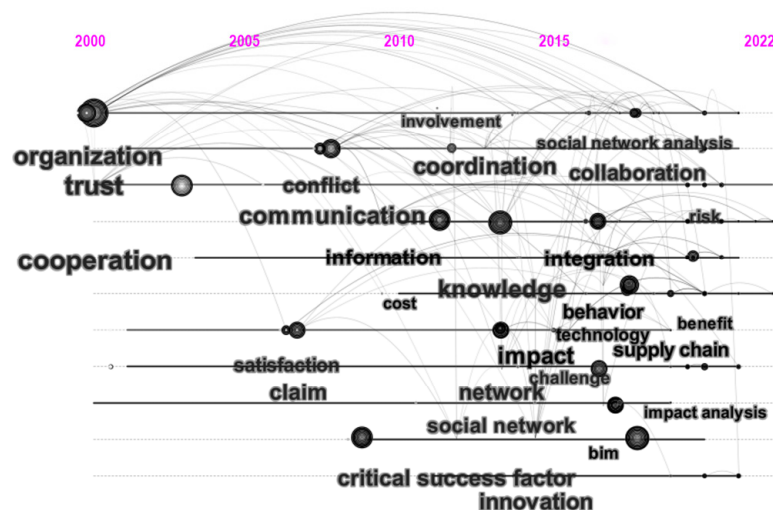 2000 2005 2010 2015 2022
involvement
social network analysis
organization
coordination
collaboration
trust
conflict
communication
risk
cooperation
information
integration
knowledge
cost
behavior
benefit
technology
impact
supply chain
satisfaction
challenge
claim
network
impact analysis
social network
bim
critical success factor
innovation